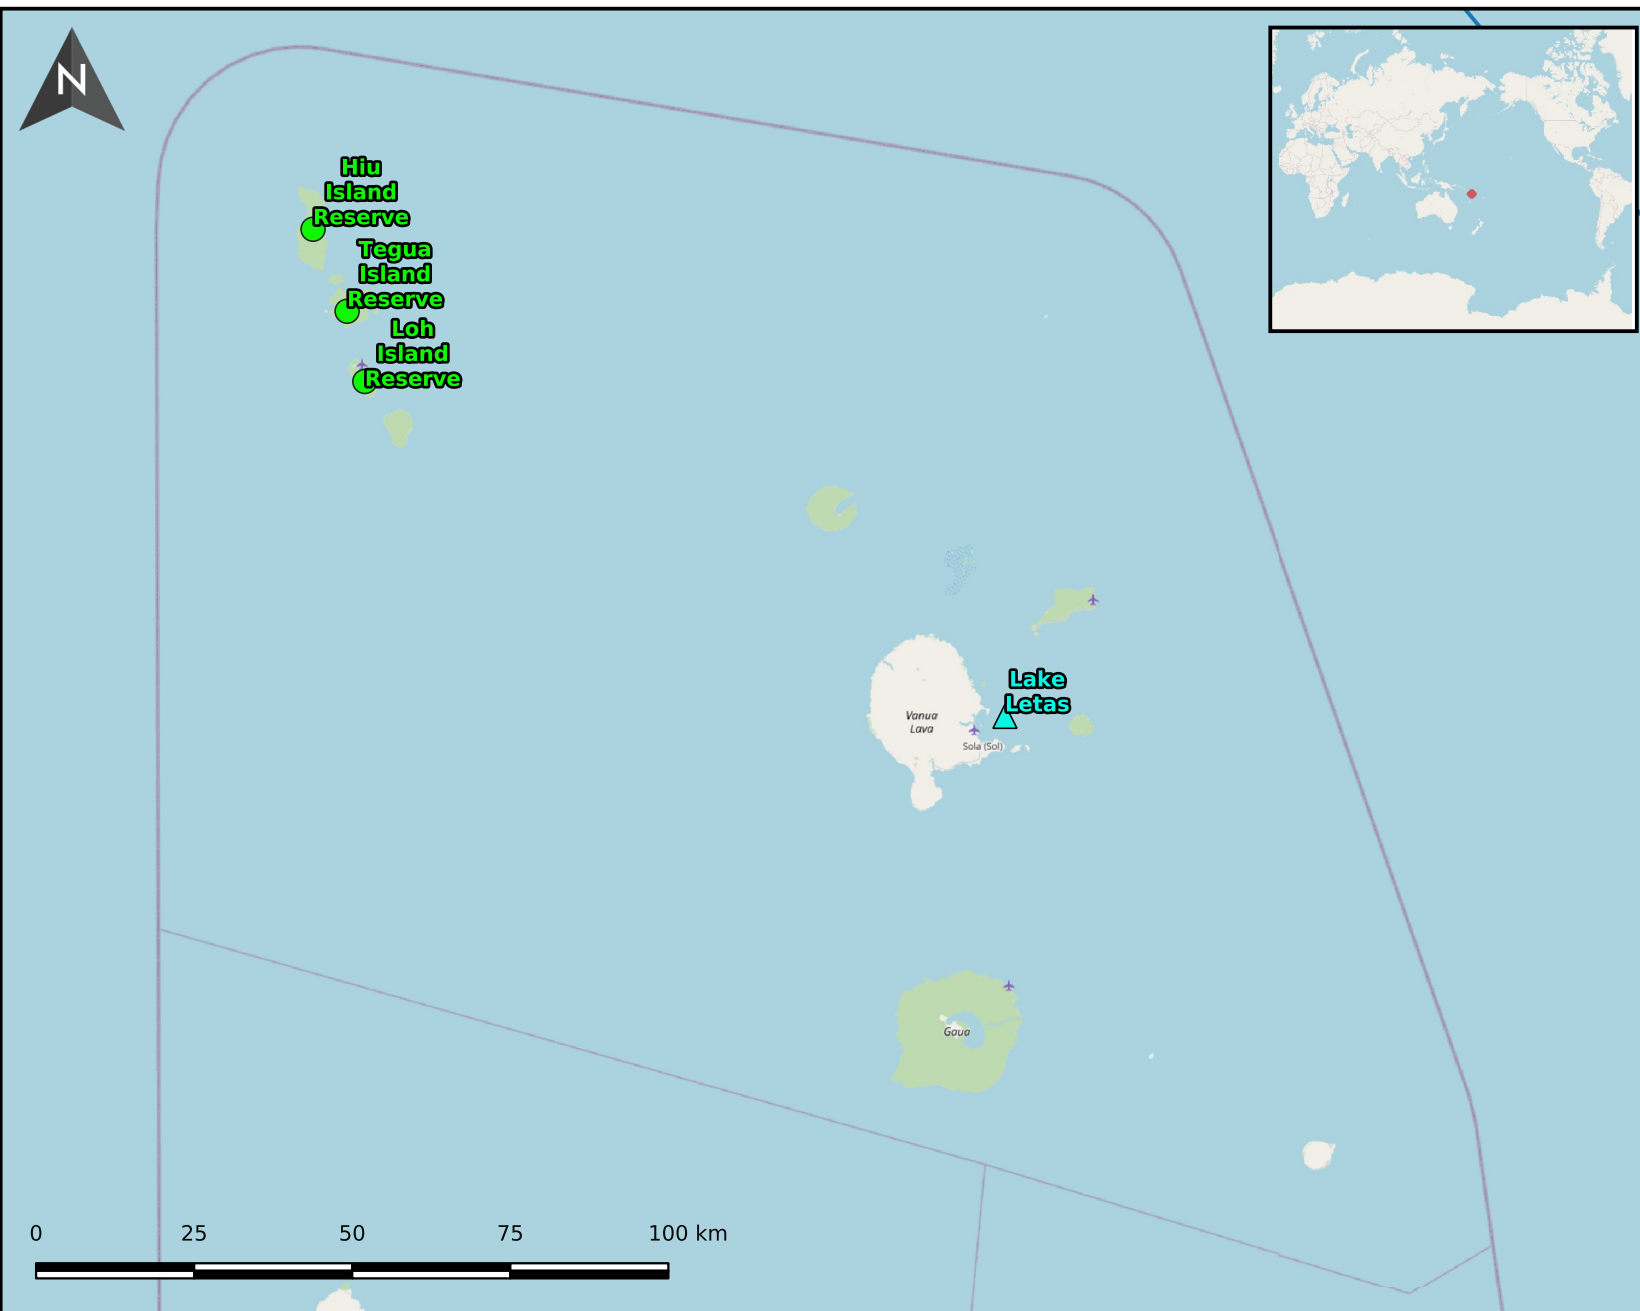 N
Hiu
Island
Reserve
Tegua
Island
Reserve
Loh
Island
Reserve
Lake
Letas
Vanua
Lava
Sola (Sol)
Gaua
0 25 50 75 100 km